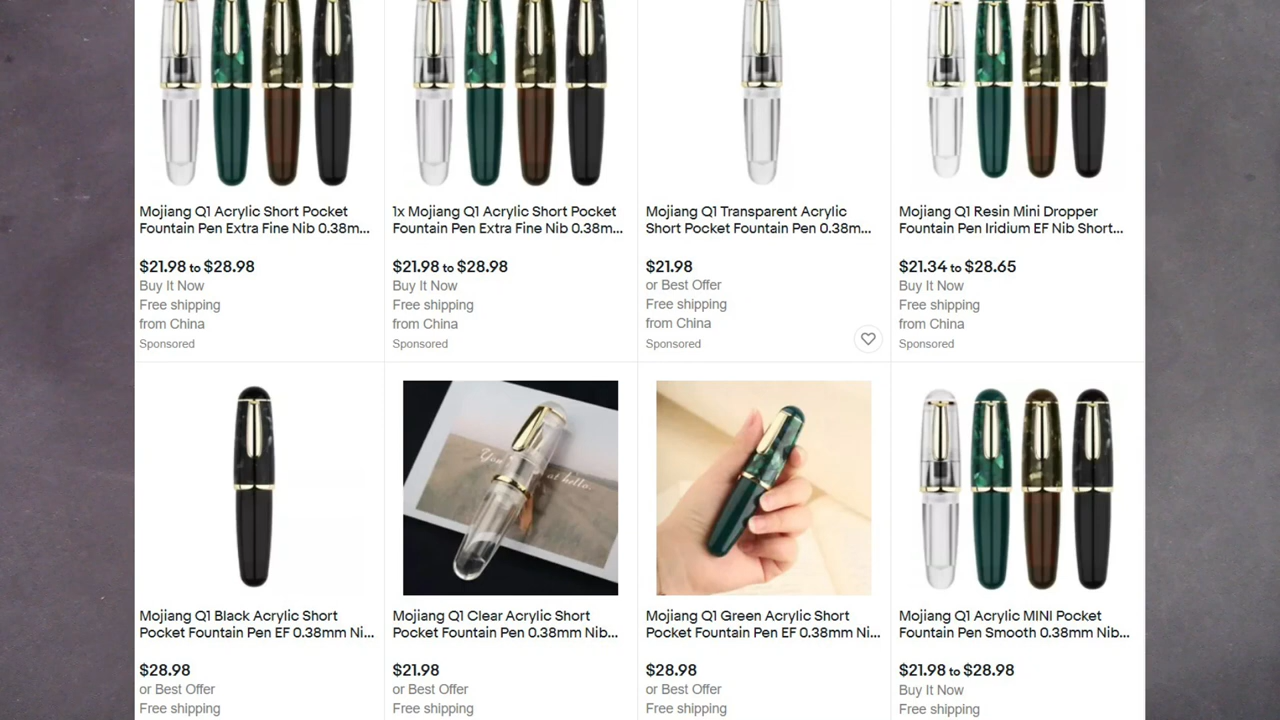 Mojiang Q1 Acrylic Short Pocket
Fountain Pen Extra Fine Nib 0.38m...
$21.98 to $28.98
Buy It Now
Free shipping
from China
Sponsored
1x Mojiang Q1 Acrylic Short Pocket
Fountain Pen Extra Fine Nib 0.38m...
$21.98 to $28.98
Buy It Now
Free shipping
from China
Sponsored
Mojiang Q1 Transparent Acrylic
Short Pocket Fountain Pen 0.38m...
$21.98
or Best Offer
Free shipping
from China
Sponsored
Mojiang Q1 Resin Mini Dropper
Fountain Pen Iridium EF Nib Short...
$21.34 to $28.65
Buy It Now
Free shipping
from China
Sponsored
Mojiang Q1 Black Acrylic Short
Pocket Fountain Pen EF 0.38mm Ni...
$28.98
or Best Offer
Free shipping
at hello.
Mojiang Q1 Clear Acrylic Short
Pocket Fountain Pen 0.38mm Nib...
$21.98
or Best Offer
Free shipping
Mojiang Q1 Green Acrylic Short
Pocket Fountain Pen EF 0.38mm Ni...
$28.98
or Best Offer
Free shipping
Mojiang Q1 Acrylic MINI Pocket
Fountain Pen Smooth 0.38mm Nib...
$21.98 to $28.98
Buy It Now
Free shipping